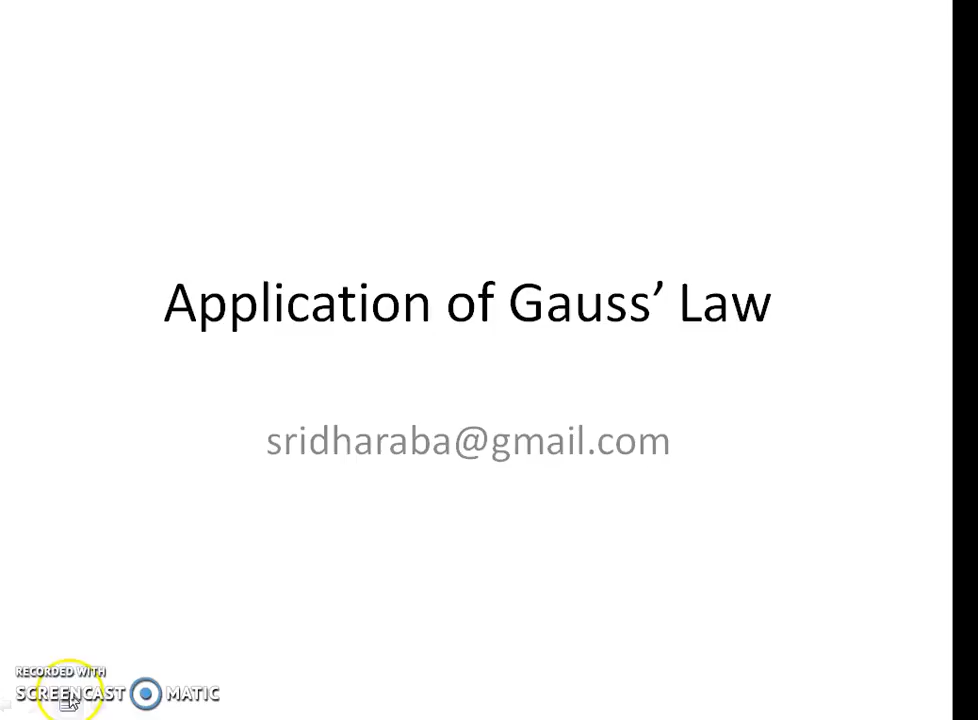 Application of Gauss’ Law
sridharaba@gmail.com
RECORDED WITH
SCREENCAST MATIC